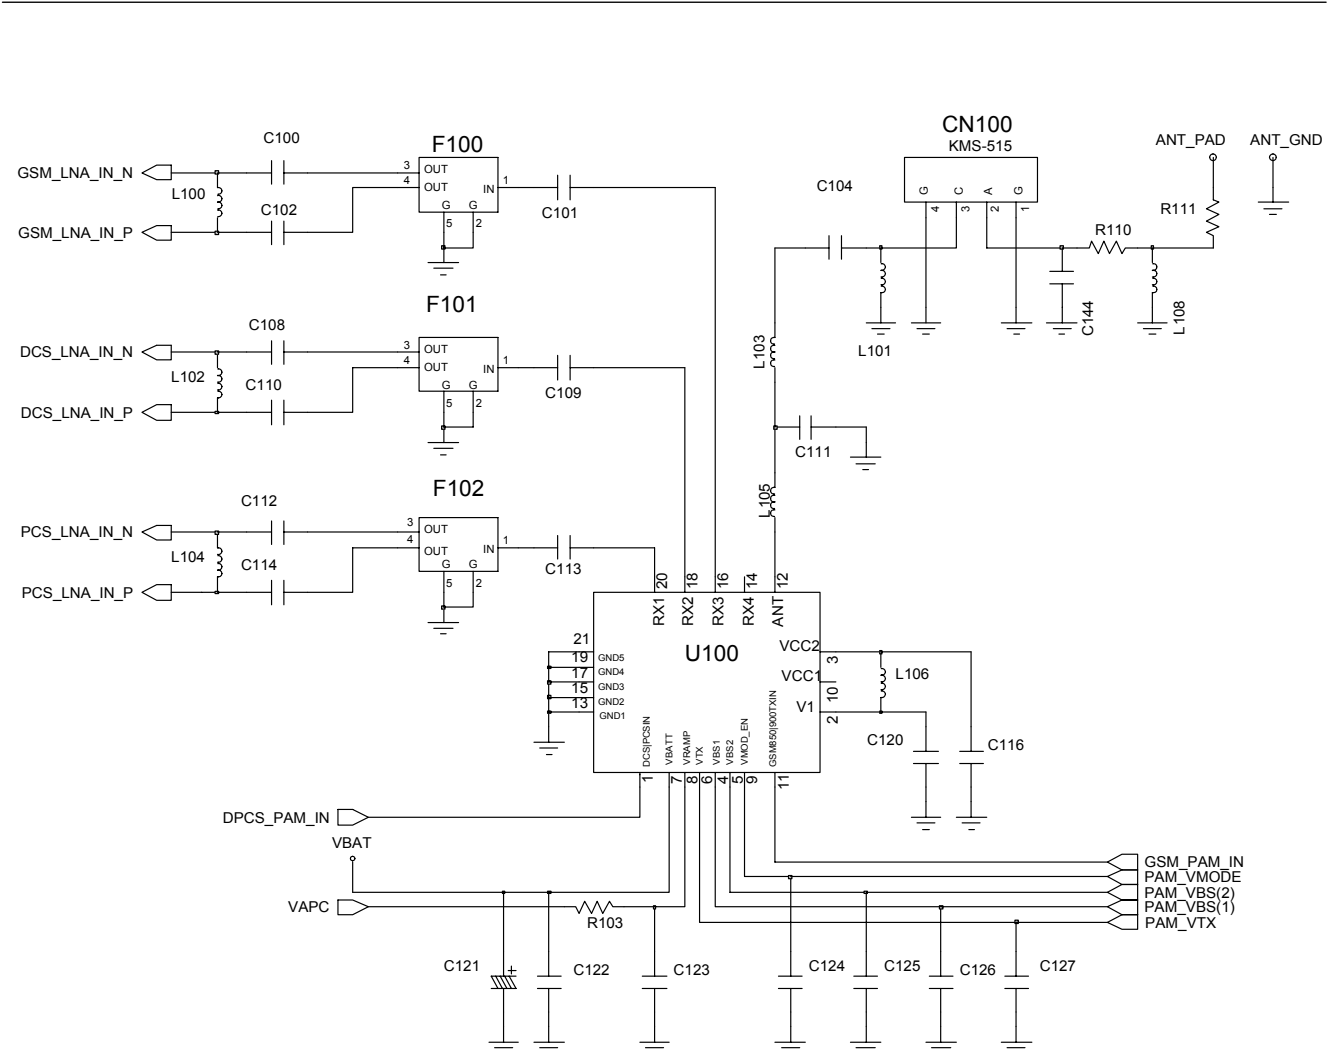 CN100
KMS-515
ANT_PAD
ANT_GND
C100
F100
GSM_LNA_IN_N
3
OUT
4
OUT
IN
1
G
G
5
2
L100
C102
C101
GSM_LNA_IN_P
C104
G
C
A
G
4
3
2
1
R111
R110
C144
L108
L101
L103
F101
C108
DCS_LNA_IN_N
3
OUT
4
OUT
IN
1
G
G
5
2
L102
C110
C109
DCS_LNA_IN_P
C111
L105
F102
C112
PCS_LNA_IN_N
3
OUT
4
OUT
IN
1
G
G
5
2
L104
C114
C113
PCS_LNA_IN_P
20
18
16
14
12
RX1
RX2
RX3
RX4
ANT
U100
21
19
17
15
13
GND5
GND4
GND3
GND2
GND1
VCC2
3
VCC1
10
V1
2
L106
C120
C116
DCS|PCSIN
VBATT
VRAMP
VTX
VBS1
VBS2
VMOD_EN
GSM850|900TXIN
1
7
8
6
4
5
9
11
DPCS_PAM_IN
VBAT
VAPC
R103
GSM_PAM_IN
PAM_VMODE
PAM_VBS(2)
PAM_VBS(1)
PAM_VTX
C121
+
C122
C123
C124
C125
C126
C127